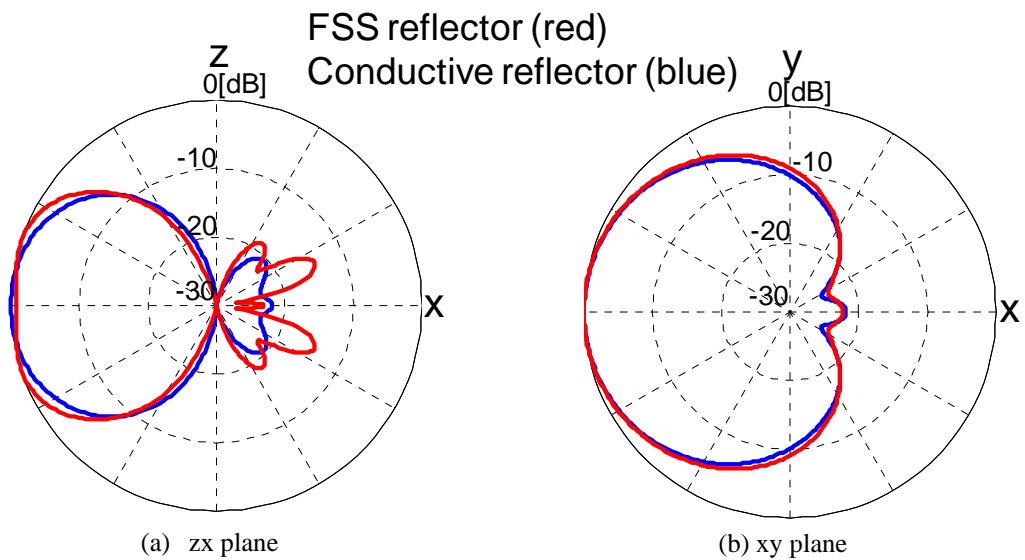 FSS reflector (red)
Conductive reflector (blue)
z
0[dB]
-10
-20
-30
x
(a) zx plane
y
0[dB]
-10
-20
-30
x
(b) xy plane